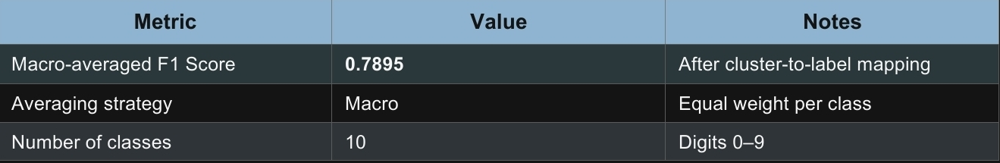 Metric Value Notes
Macro-averaged F1 Score 0.7895 After cluster-to-label mapping
Averaging strategy Macro Equal weight per class
Number of classes 10 Digits 0–9